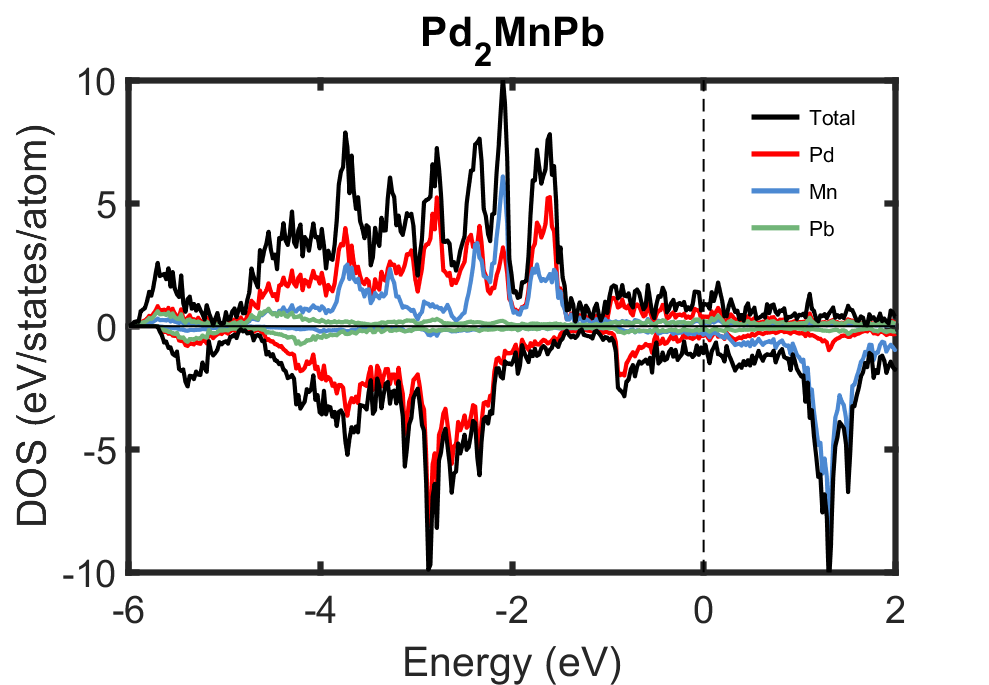 Pd₂MnPb
10
5
0
-5
-10
DOS (eV/states/atom)
Total
Pd
Mn
Pb
-6 -4 -2 0 2
Energy (eV)